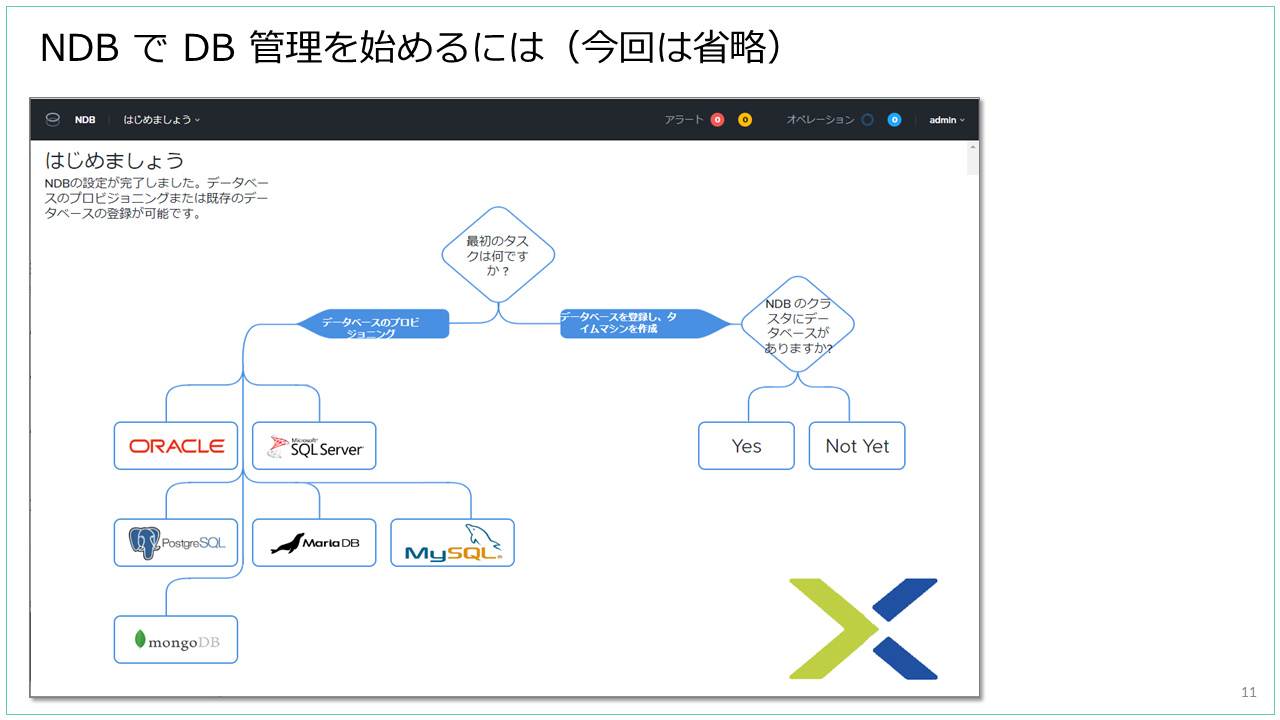 NDB で DB 管理を始めるには（今回は省略）
NDB はじめましょう アラート 0 0 オペレーション 0 admin
はじめましょう
NDBの設定が完了しました。データベー
スのプロビジョニングまたは既存のデー
タベースの登録が可能です。
最初のタス
クは何です
か？
データベースのプロビ
ジョニング
データベースを登録し、タ
イムマシンを作成
NDB のクラ
スタにデー
タベースが
ありますか?
ORACLE
Microsoft
SQL Server
Yes
Not Yet
PostgreSQL
MariaDB
MySQL
mongoDB
11